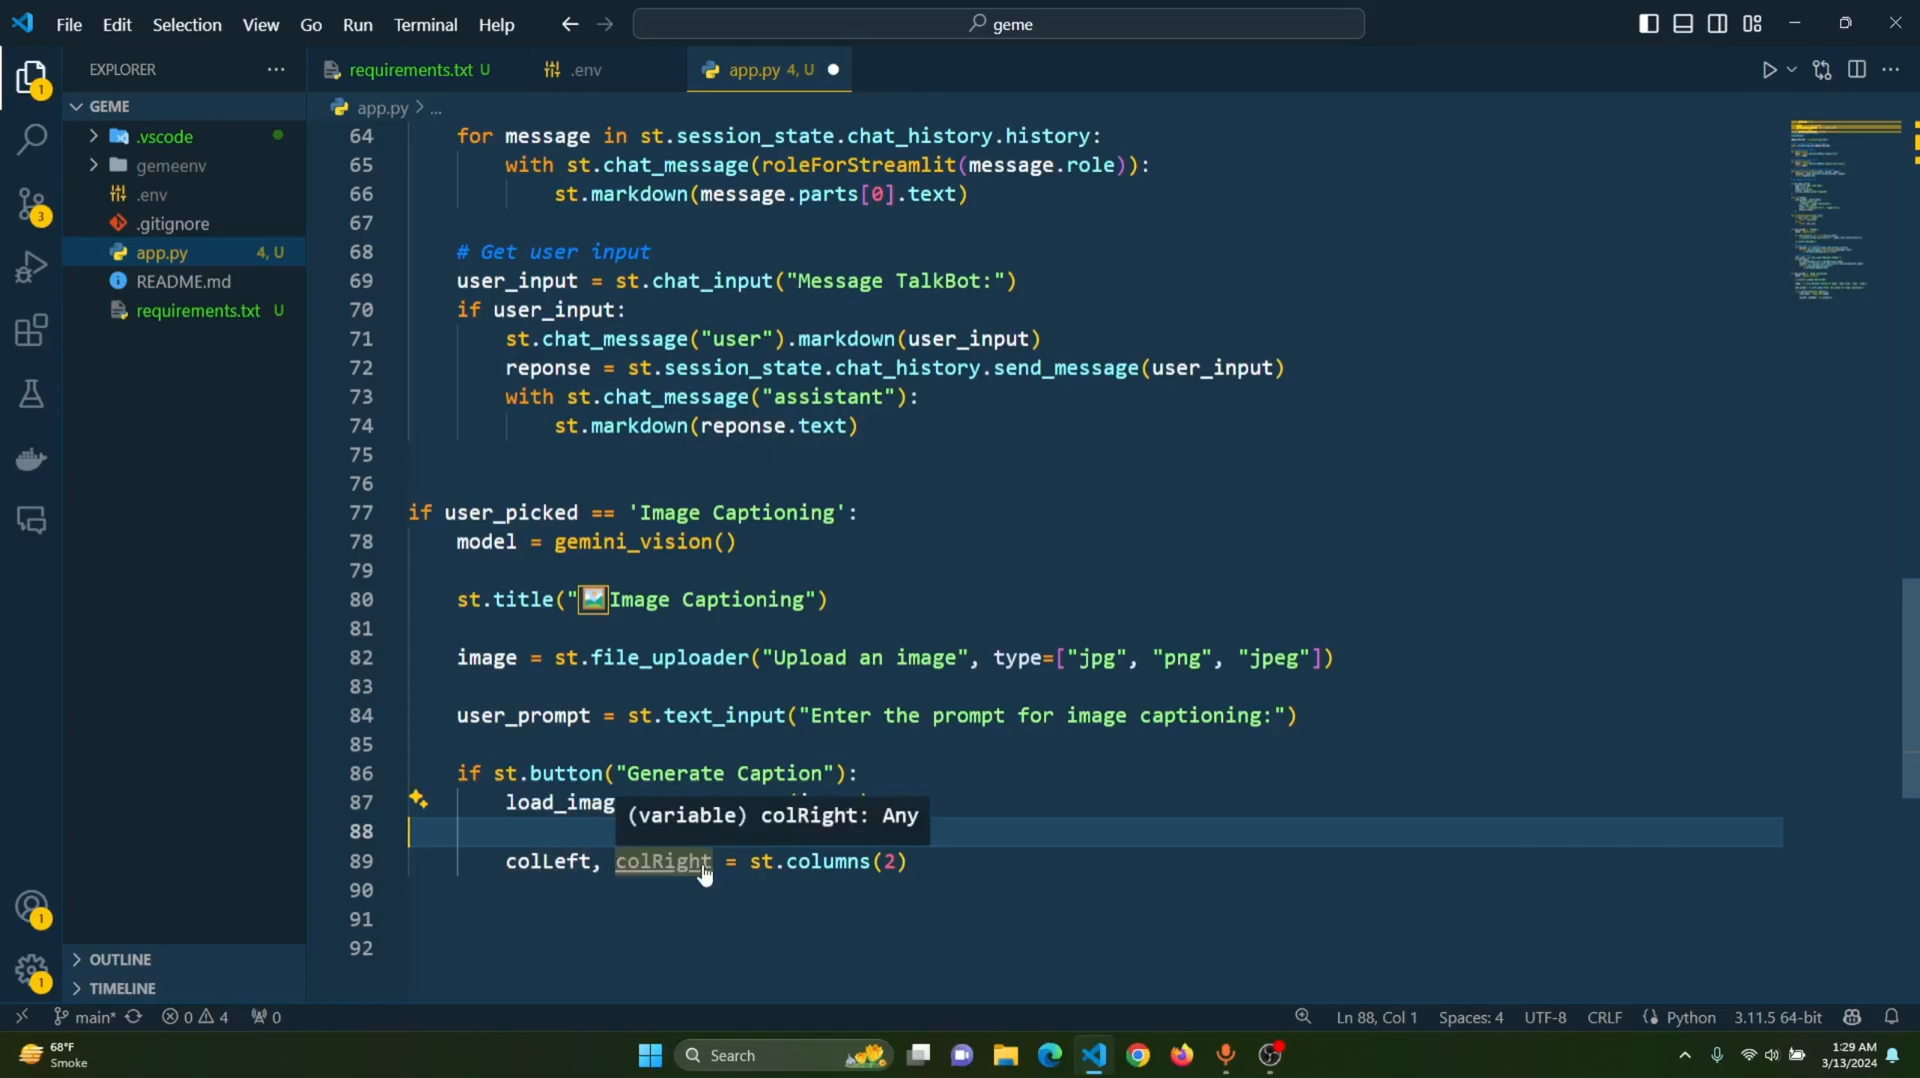 File Edit Selection View Go Run Terminal Help
geme
EXPLORER
requirements.txt U
.env
app.py 4, U
GEME
app.py > ...
.vscode
gemeenv
.env
.gitignore
app.py 4, U
README.md
requirements.txt U
64 for message in st.session_state.chat_history.history:
65 with st.chat_message(roleForStreamlit(message.role)):
66 st.markdown(message.parts[0].text)
67
68 # Get user input
69 user_input = st.chat_input("Message TalkBot:")
70 if user_input:
71 st.chat_message("user").markdown(user_input)
72 reponse = st.session_state.chat_history.send_message(user_input)
73 with st.chat_message("assistant"):
74 st.markdown(reponse.text)
75
76
77 if user_picked == 'Image Captioning':
78 model = gemini_vision()
79
80 st.title("🖼️Image Captioning")
81
82 image = st.file_uploader("Upload an image", type=["jpg", "png", "jpeg"])
83
84 user_prompt = st.text_input("Enter the prompt for image captioning:")
85
86 if st.button("Generate Caption"):
87 load_imag
(variable) colRight: Any
88
89 colLeft, colRight = st.columns(2)
90
91
92
OUTLINE
TIMELINE
1
3
1
1
main* 0 4 0
Ln 88, Col 1 Spaces: 4 UTF-8 CRLF Python 3.11.5 64-bit
68°F
Smoke
Search
1:29 AM
3/13/2024